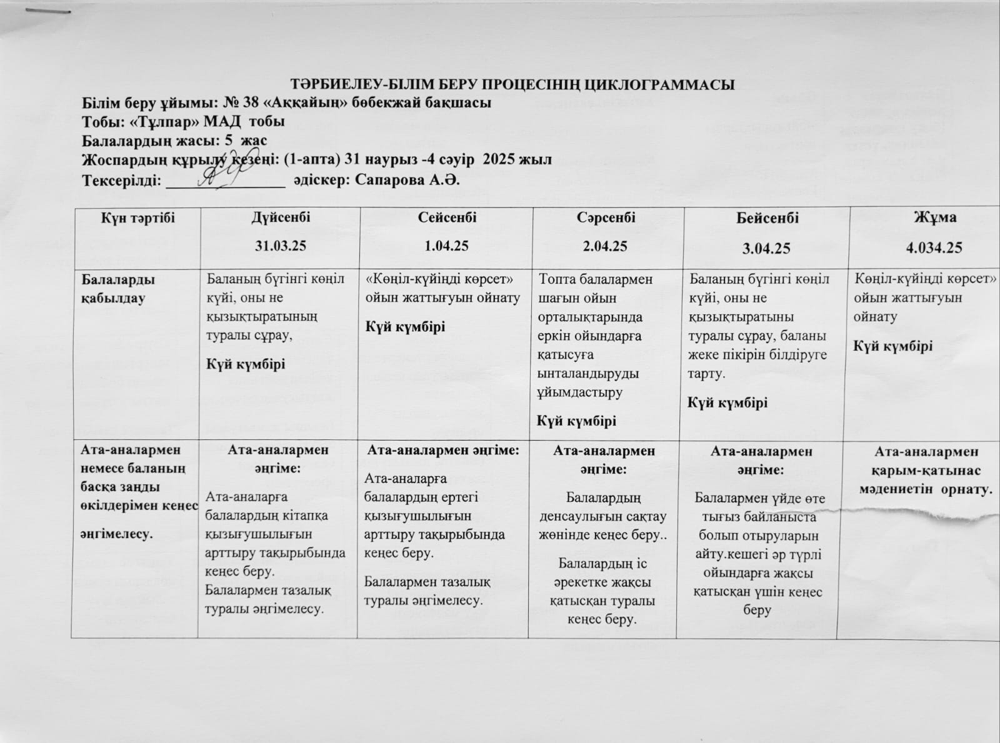 ТӘРБИЕЛЕУ-БІЛІМ БЕРУ ПРОЦЕСІНІҢ ЦИКЛОГРАММАСЫ
Білім беру ұйымы: № 38 «Аққайың» бөбекжай бақшасы
Тобы: «Тұлпар» МАД тобы
Балалардың жасы: 5 жас
Жоспардың құрылу кезеңі: (1-апта) 31 наурыз -4 сәуір 2025 жыл
Тексерілді: әдіскер: Сапарова А.Ә.
Күн тәртібі
Дүйсенбі
31.03.25
Сейсенбі
1.04.25
Сәрсенбі
2.04.25
Бейсенбі
3.04.25
Жұма
4.034.25
Балаларды
қабылдау
Баланың бүгінгі көңіл
күйі, оны не
қызықтыратының
туралы сұрау,
Күй күмбірі
«Көңіл-күйіңді көрсет»
ойын жаттығуын ойнату
Күй күмбірі
Топта балалармен
шағын ойын
орталықтарында
еркін ойындарға
қатысуға
ынталандыруды
ұйымдастыру
Күй күмбірі
Баланың бүгінгі көңіл
күйі, оны не
қызықтыратыны
туралы сұрау, баланы
жеке пікірін білдіруге
тарту.
Күй күмбірі
Көңіл-күйіңді көрсет»
ойын жаттығуын
ойнату
Күй күмбірі
Ата-аналармен
немесе баланың
басқа заңды
өкілдерімен кеңес
әңгімелесу.
Ата-аналармен
әңгіме:
Ата-аналарға
балалардың кітапқа
қызығушылығын
арттыру тақырыбында
кеңес беру.
Балалармен тазалық
туралы әңгімелесу.
Ата-аналармен әңгіме:
Ата-аналарға
балалардың ертегі
қызығушылығын
арттыру тақырыбында
кеңес беру.
Балалармен тазалық
туралы әңгімелесу.
Ата-аналармен
әңгіме:
Балалардың
денсаулығын сақтау
жөнінде кеңес беру..
Балалардың іс
әрекетке жақсы
қатысқан туралы
кеңес беру.
Ата-аналармен
әңгіме:
Балалармен үйде өте
тығыз байланыста
болып отыруларын
айту.кешегі әр түрлі
ойындарға жақсы
қатысқан үшін кеңес
беру
Ата-аналармен
қарым-қатынас
мәдениетін орнату.